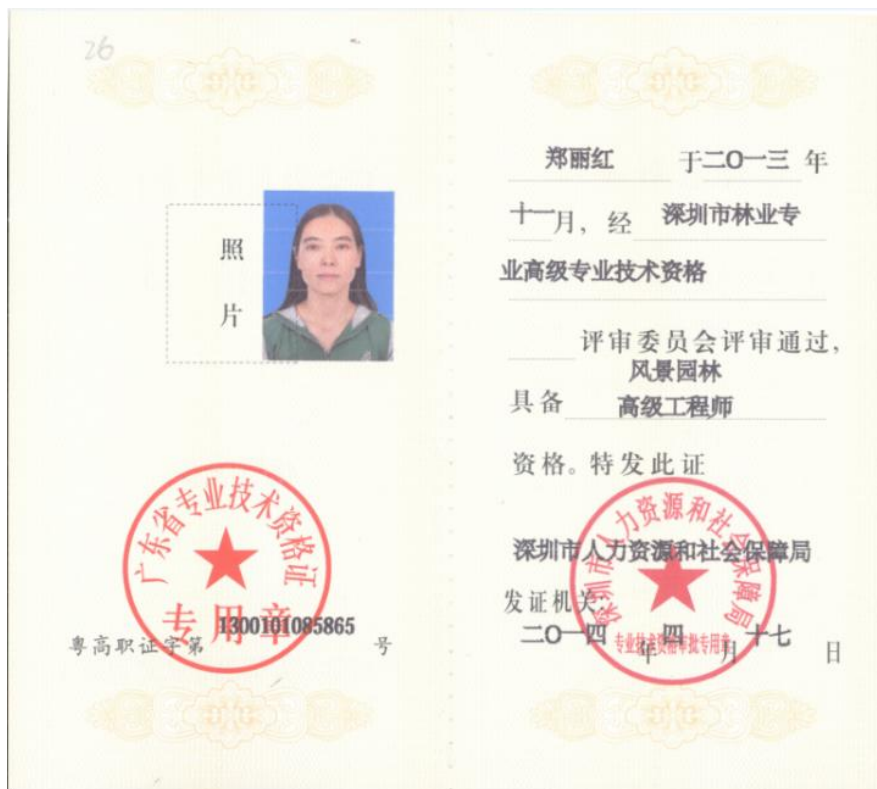 26
照
片
广东省专业技术资格证
专用章
粤高职证字第 1300101085865 号
郑丽红 于二〇一三 年
十一月，经 深圳市林业专
业高级专业技术资格
评审委员会评审通过，
风景园林
具备 高级工程师
资格。特发此证
深圳市人力资源和社会保障局
深圳市人力资源和社会保障局
发证机关：
专业技术资格审批专用章
二〇一四 年 四 月 十七 日